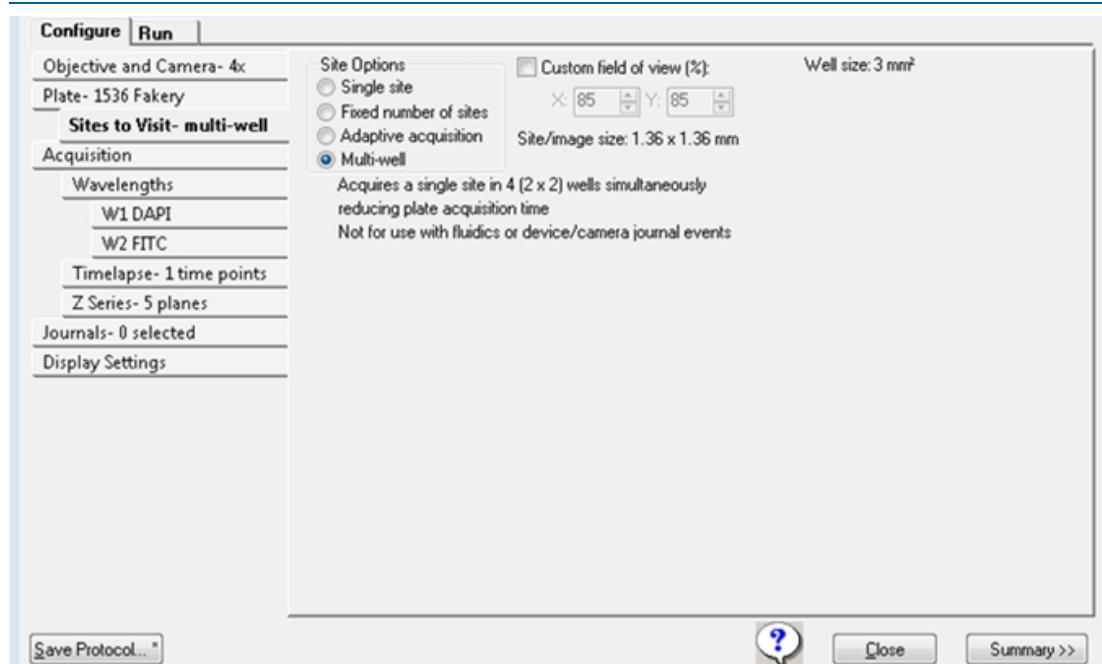 Configure Run
Objective and Camera- 4x
Plate- 1536 Fakery
Sites to Visit- multi-well
Acquisition
Wavelengths
W1 DAPI
W2 FITC
Timelapse- 1 time points
Z Series- 5 planes
Journals- 0 selected
Display Settings
Site Options
Single site
Fixed number of sites
Adaptive acquisition
Multi-well
Custom field of view (%):
X: 85 Y: 85
Site/image size: 1.36 x 1.36 mm
Well size: 3 mm²
Acquires a single site in 4 (2 x 2) wells simultaneously
reducing plate acquisition time
Not for use with fluidics or device/camera journal events
Save Protocol... *
?
Close
Summary >>